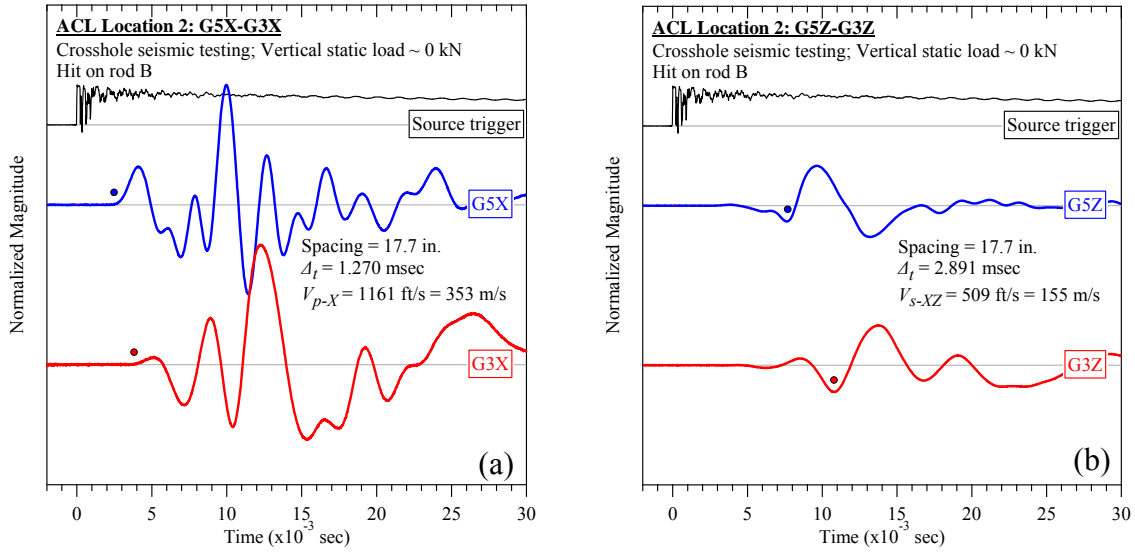 ACL Location 2: G5X-G3X
Crosshole seismic testing; Vertical static load ~ 0 kN
Hit on rod B
Source trigger
G5X
Spacing = 17.7 in.
Δt = 1.270 msec
Vp-X = 1161 ft/s = 353 m/s
G3X
(a)
Normalized Magnitude
0 5 10 15 20 25 30
Time (x10-3 sec)
ACL Location 2: G5Z-G3Z
Crosshole seismic testing; Vertical static load ~ 0 kN
Hit on rod B
Source trigger
G5Z
Spacing = 17.7 in.
Δt = 2.891 msec
Vs-XZ = 509 ft/s = 155 m/s
G3Z
(b)
Normalized Magnitude
0 5 10 15 20 25 30
Time (x10-3 sec)